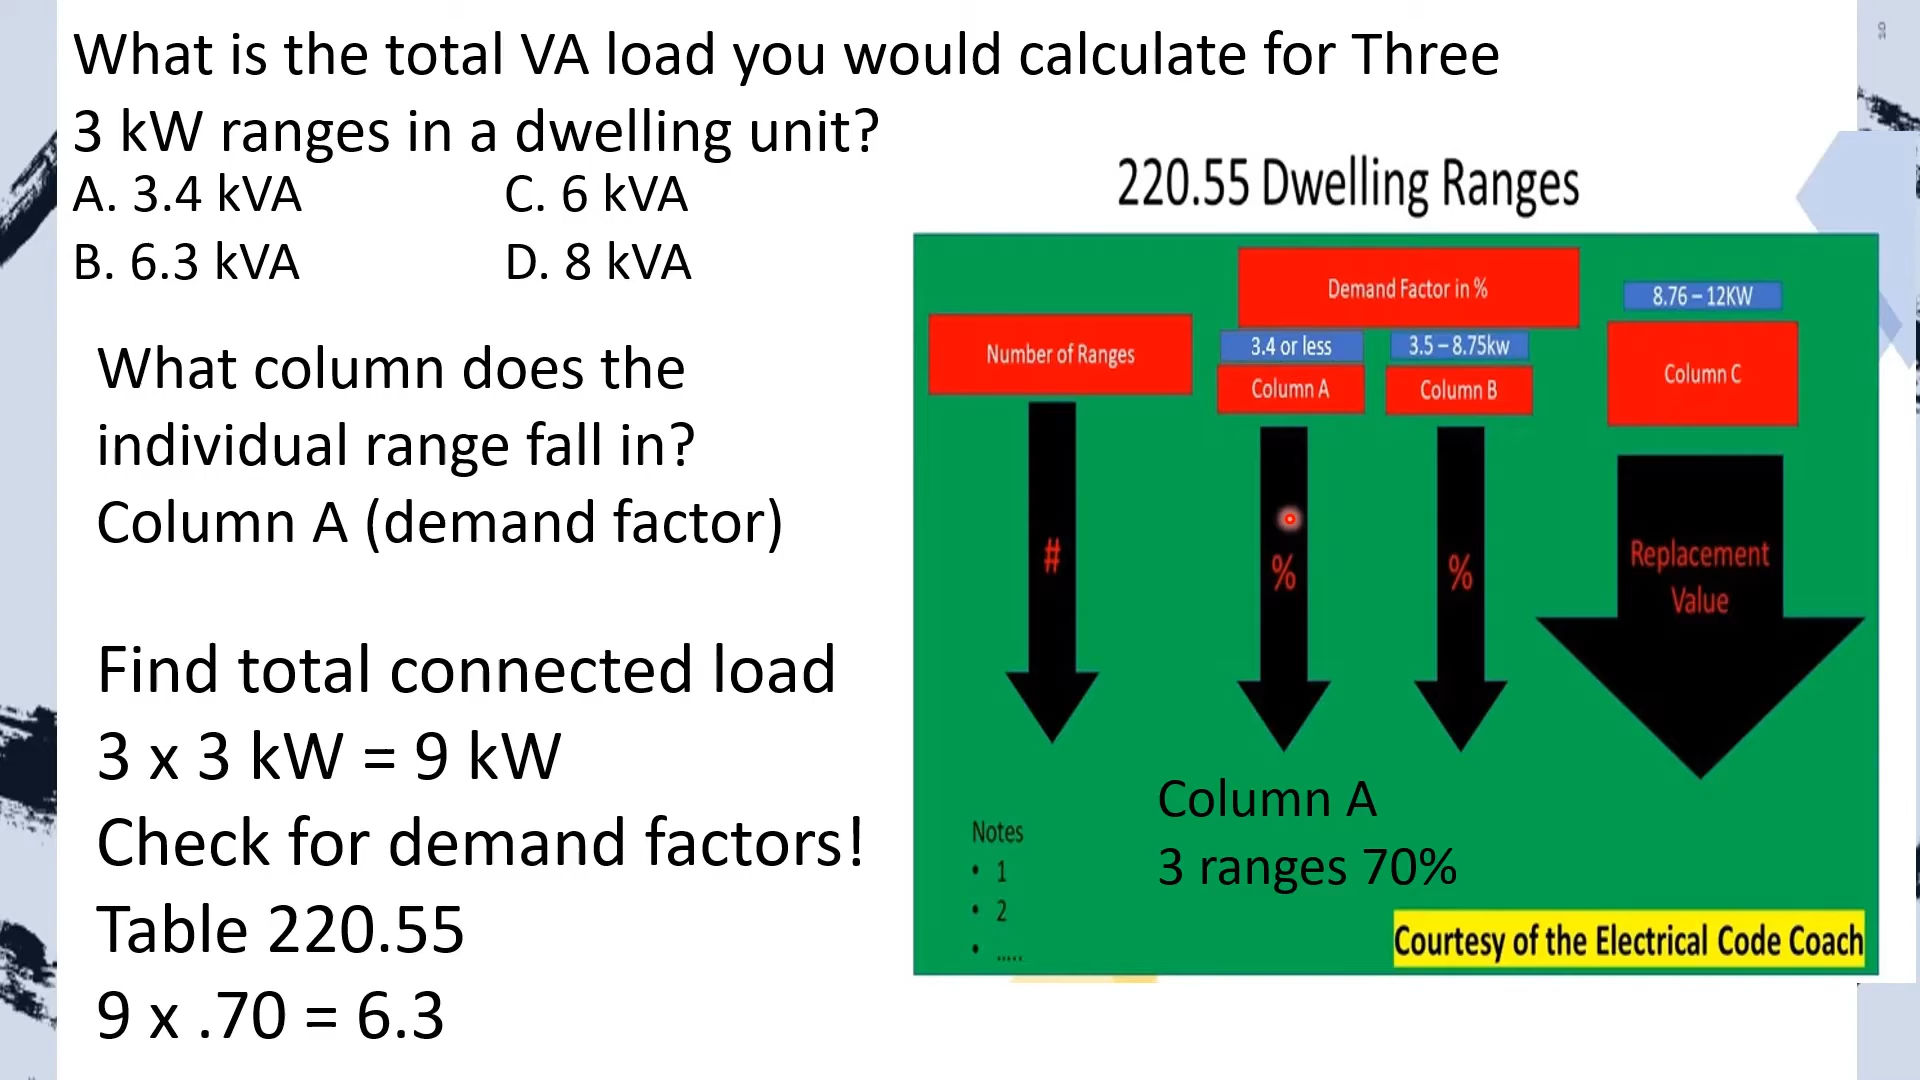 What is the total VA load you would calculate for Three
3 kW ranges in a dwelling unit?
A. 3.4 kVA
C. 6 kVA
B. 6.3 kVA
D. 8 kVA
What column does the
individual range fall in?
Column A (demand factor)
Find total connected load
3 x 3 kW = 9 kW
Check for demand factors!
Table 220.55
9 x .70 = 6.3
220.55 Dwelling Ranges
Demand Factor in %
8.76 – 12KW
Number of Ranges
3.4 or less
3.5 – 8.75kw
Column A
Column B
Column C
#
%
%
Replacement
Value
Column A
3 ranges 70%
Notes
• 1
• 2
• .....
Courtesy of the Electrical Code Coach